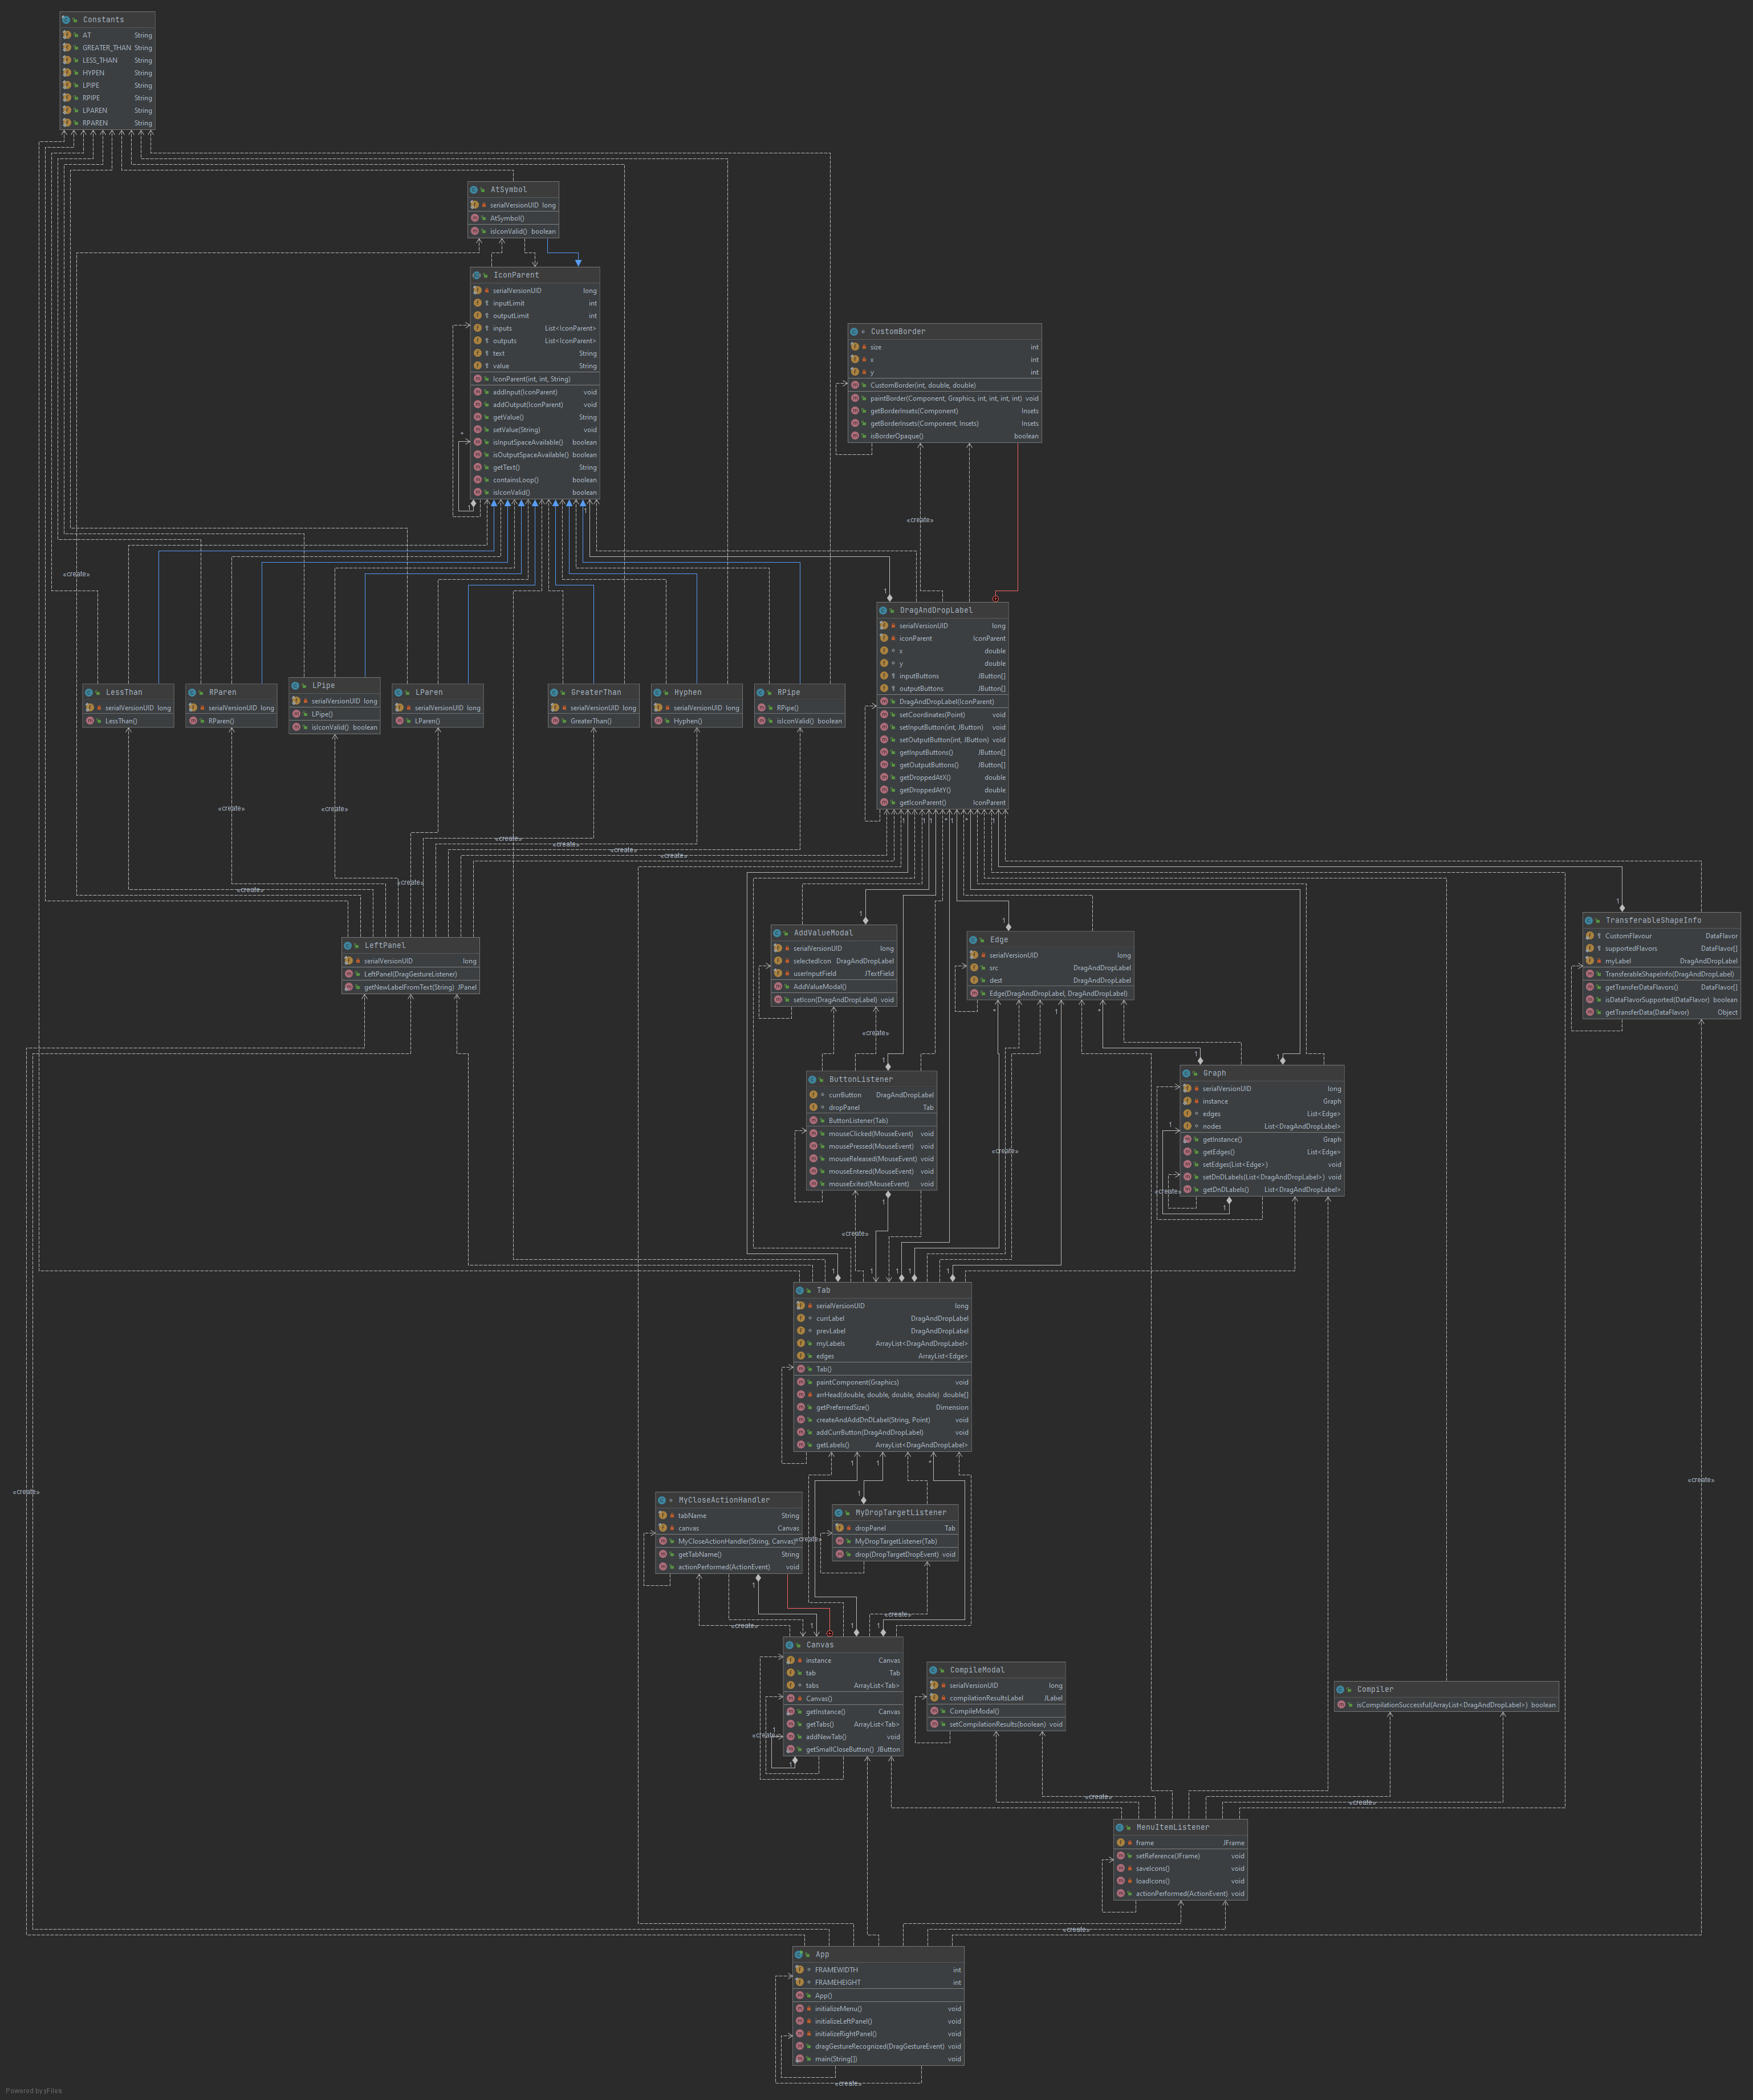 Constants
AT String
GREATER_THAN String
LESS_THAN String
HYPEN String
LPIPE String
RPIPE String
LPAREN String
RPAREN String
AtSymbol
serialVersionUID long
AtSymbol()
isIconValid() boolean
IconParent
serialVersionUID long
inputLimit int
outputLimit int
inputs List<IconParent>
outputs List<IconParent>
text String
value String
IconParent(int, int, String)
addInput(IconParent) void
addOutput(IconParent) void
getValue() String
setValue(String) void
isInputSpaceAvailable() boolean
isOutputSpaceAvailable() boolean
getText() String
containsLoop() boolean
isIconValid() boolean
CustomBorder
size int
x int
y int
CustomBorder(int, double, double)
paintBorder(Component, Graphics, int, int, int, int) void
getBorderInsets(Component) Insets
getBorderInsets(Component, Insets) Insets
isBorderOpaque() boolean
«create»
«create»
DragAndDropLabel
serialVersionUID long
iconParent IconParent
x double
y double
inputButtons JButton[]
outputButtons JButton[]
DragAndDropLabel(IconParent)
setCoordinates(Point) void
setInputButton(int, JButton) void
setOutputButton(int, JButton) void
getInputButtons() JButton[]
getOutputButtons() JButton[]
getDroppedAtX() double
getDroppedAtY() double
getIconParent() IconParent
LessThan
serialVersionUID long
LessThan()
RParen
serialVersionUID long
RParen()
LPipe
serialVersionUID long
LPipe()
isIconValid() boolean
LParen
serialVersionUID long
LParen()
GreaterThan
serialVersionUID long
GreaterThan()
Hyphen
serialVersionUID long
Hyphen()
RPipe
RPipe()
isIconValid() boolean
«create»
«create»
«create»
«create»
«create»
«create»
«create»
«create»
LeftPanel
serialVersionUID long
LeftPanel(DragGestureListener)
getNewLabelFromText(String) JPanel
AddValueModal
serialVersionUID long
selectedIcon DragAndDropLabel
userInputField JTextField
AddValueModal()
setIcon(DragAndDropLabel) void
Edge
serialVersionUID long
src DragAndDropLabel
dest DragAndDropLabel
Edge(DragAndDropLabel, DragAndDropLabel)
TransferableShapeInfo
CustomFlavour DataFlavor
supportedFlavors DataFlavor[]
myLabel DragAndDropLabel
TransferableShapeInfo(DragAndDropLabel)
getTransferDataFlavors() DataFlavor[]
isDataFlavorSupported(DataFlavor) boolean
getTransferData(DataFlavor) Object
«create»
ButtonListener
currButton DragAndDropLabel
dropPanel Tab
ButtonListener(Tab)
mouseClicked(MouseEvent) void
mousePressed(MouseEvent) void
mouseReleased(MouseEvent) void
mouseEntered(MouseEvent) void
mouseExited(MouseEvent) void
«create»
Graph
serialVersionUID long
instance Graph
edges List<Edge>
nodes List<DragAndDropLabel>
getInstance() Graph
getEdges() List<Edge>
setEdges(List<Edge>) void
setDnDLabels(List<DragAndDropLabel>) void
getDnDLabels() List<DragAndDropLabel>
«create»
«create»
Tab
serialVersionUID long
currLabel DragAndDropLabel
prevLabel DragAndDropLabel
myLabels ArrayList<DragAndDropLabel>
edges ArrayList<Edge>
Tab()
paintComponent(Graphics) void
arrHead(double, double, double, double) double[]
getPreferredSize() Dimension
createAndAddDnDLabel(String, Point) void
addCurrButton(DragAndDropLabel) void
getLabels() ArrayList<DragAndDropLabel>
«create»
«create»
MyCloseActionHandler
tabName String
canvas Canvas
MyCloseActionHandler(String, Canvas)
getTabName() String
actionPerformed(ActionEvent) void
«create»
MyDropTargetListener
dropPanel Tab
MyDropTargetListener(Tab)
drop(DropTargetDropEvent) void
«create»
«create»
Canvas
instance Canvas
tab Tab
tabs ArrayList<Tab>
Canvas()
getInstance() Canvas
getTabs() ArrayList<Tab>
addNewTab() void
getSmallCloseButton() JButton
«create»
CompileModal
serialVersionUID long
compilationResultsLabel JLabel
CompileModal()
setCompilationResults(boolean) void
Compiler
isCompilationSuccessful(ArrayList<DragAndDropLabel>) boolean
«create»
«create»
MenuItemListener
frame JFrame
setReference(JFrame) void
saveIcons() void
loadIcons() void
actionPerformed(ActionEvent) void
«create»
App
FRAMEWIDTH int
FRAMEHEIGHT int
App()
initializeMenu() void
initializeLeftPanel() void
initializeRightPanel() void
dragGestureRecognized(DragGestureEvent) void
main(String[]) void
«create»
Powered by yFiles